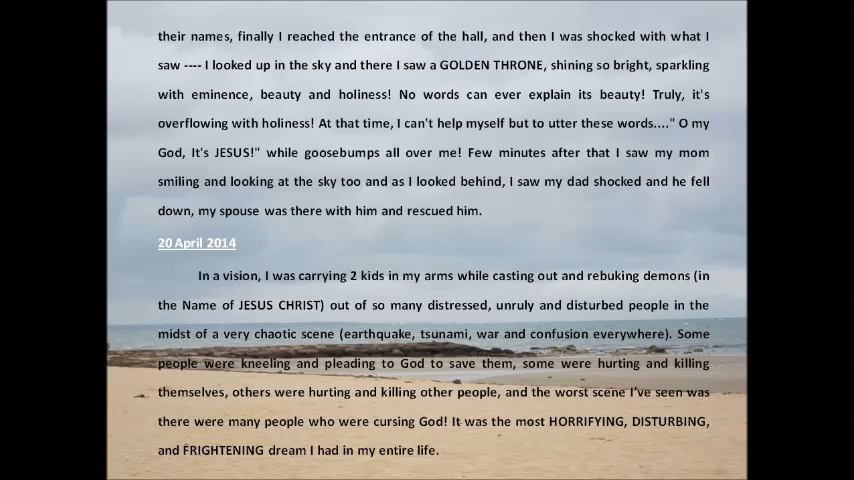 their names, finally I reached the entrance of the hall, and then I was shocked with what I
saw ---- I looked up in the sky and there I saw a GOLDEN THRONE, shining so bright, sparkling
with eminence, beauty and holiness! No words can ever explain its beauty! Truly, it's
overflowing with holiness! At that time, I can't help myself but to utter these words...." O my
God, It's JESUS!" while goosebumps all over me! Few minutes after that I saw my mom
smiling and looking at the sky too and as I looked behind, I saw my dad shocked and he fell
down, my spouse was there with him and rescued him.
20 April 2014
In a vision, I was carrying 2 kids in my arms while casting out and rebuking demons (in
the Name of JESUS CHRIST) out of so many distressed, unruly and disturbed people in the
midst of a very chaotic scene (earthquake, tsunami, war and confusion everywhere). Some
people were kneeling and pleading to God to save them, some were hurting and killing
themselves, others were hurting and killing other people, and the worst scene I've seen was
there were many people who were cursing God! It was the most HORRIFYING, DISTURBING,
and FRIGHTENING dream I had in my entire life.